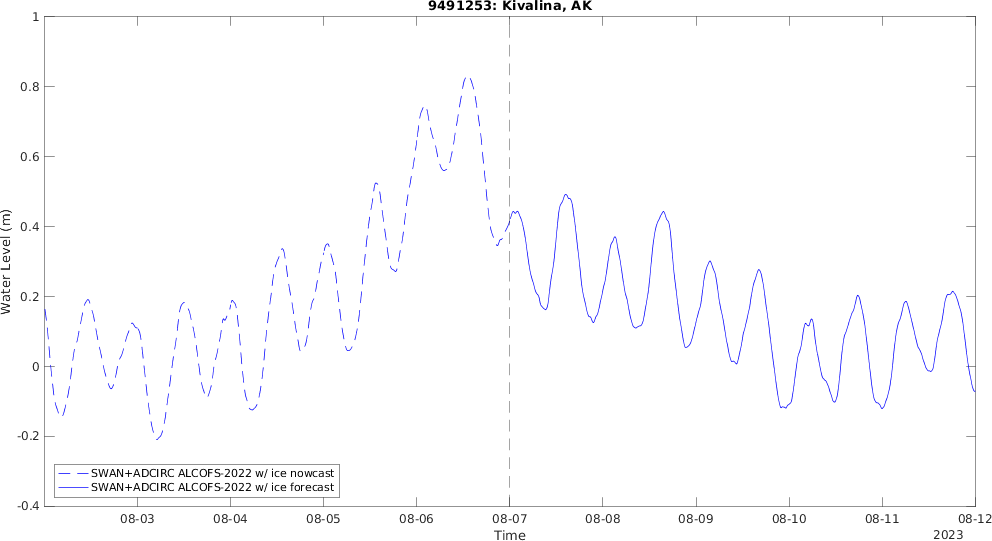 9491253: Kivalina, AK
1
0.8
0.6
0.4
0.2
0
-0.2
-0.4
Water Level (m)
SWAN+ADCIRC ALCOFS-2022 w/ ice nowcast
SWAN+ADCIRC ALCOFS-2022 w/ ice forecast
08-03 08-04 08-05 08-06 08-07 08-08 08-09 08-10 08-11 08-12
Time
2023